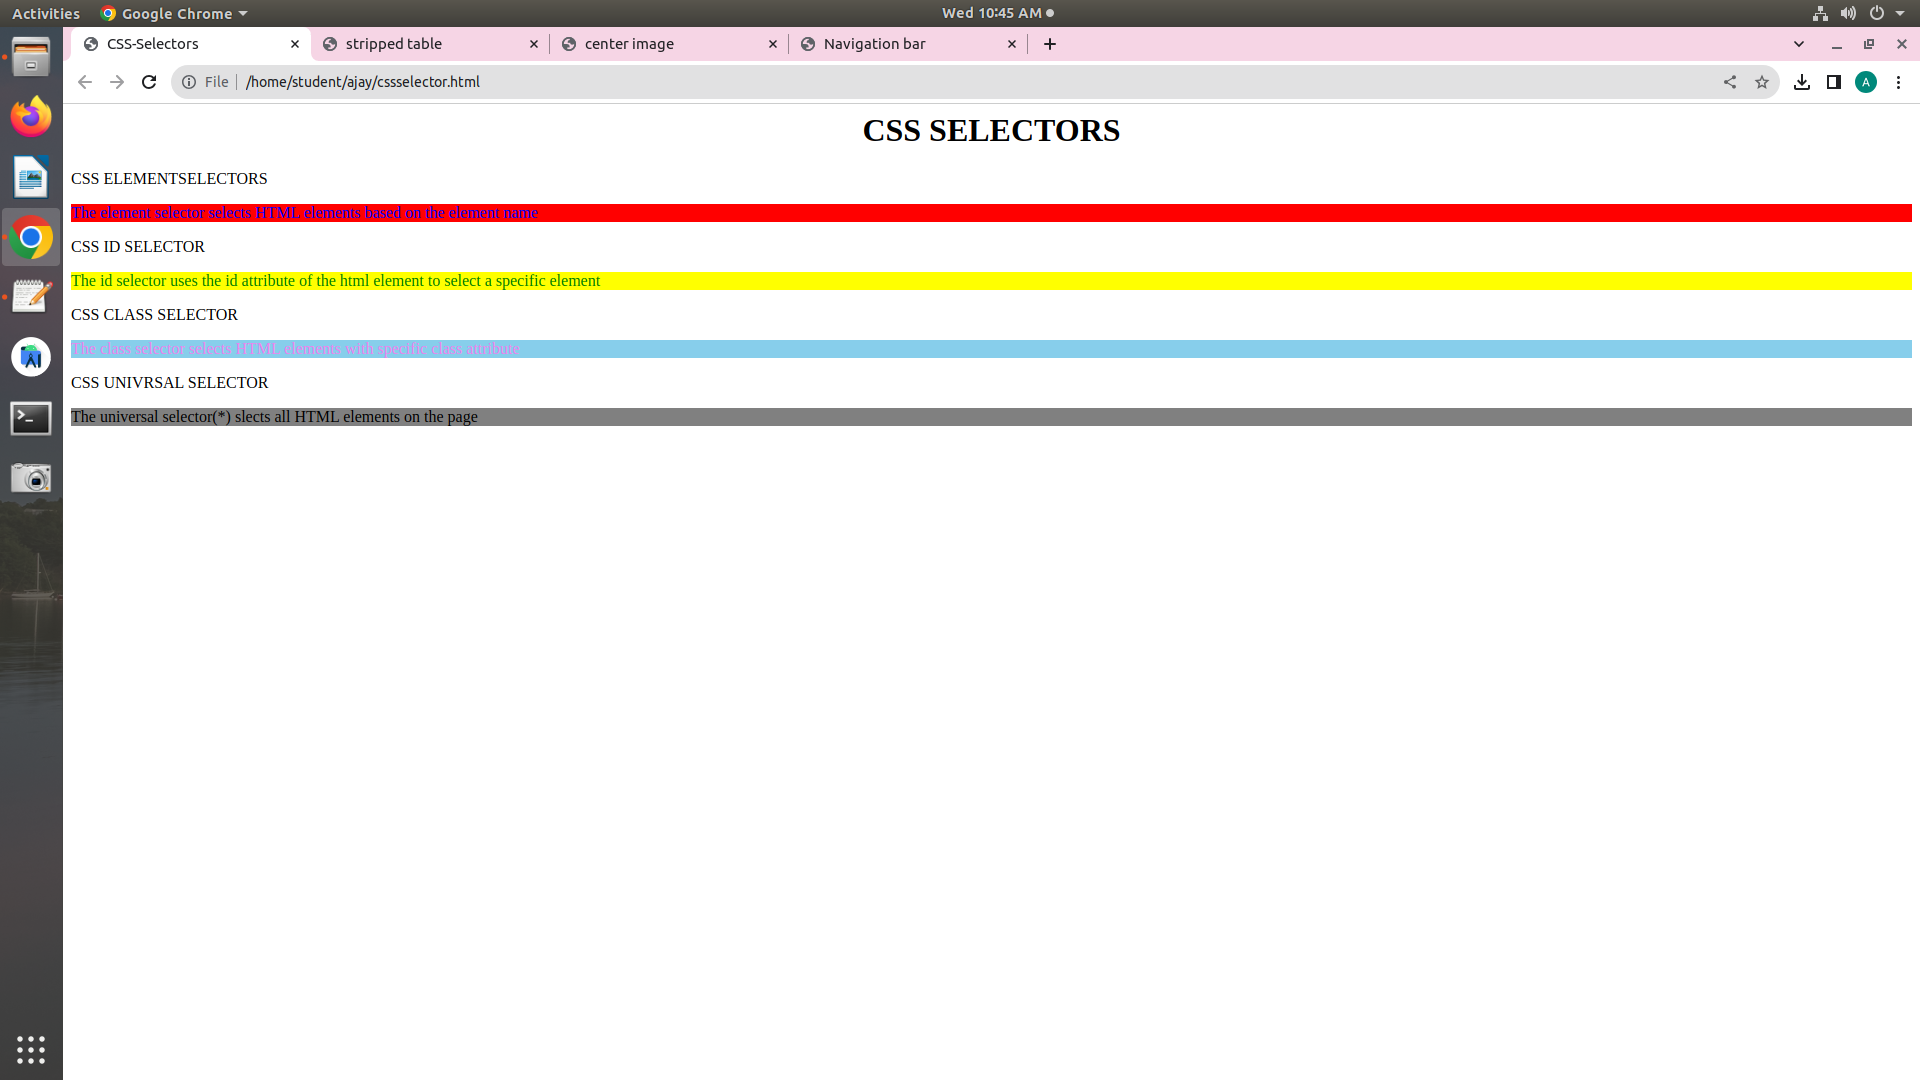 Activities Google Chrome Wed 10:45 AM
CSS-Selectors stripped table center image Navigation bar
File /home/student/ajay/cssselector.html A
CSS SELECTORS
CSS ELEMENTSELECTORS
The element selector selects HTML elements based on the element name
CSS ID SELECTOR
The id selector uses the id attribute of the html element to select a specific element
CSS CLASS SELECTOR
The class selector selects HTML elements with specific class attribute
CSS UNIVRSAL SELECTOR
The universal selector(*) slects all HTML elements on the page